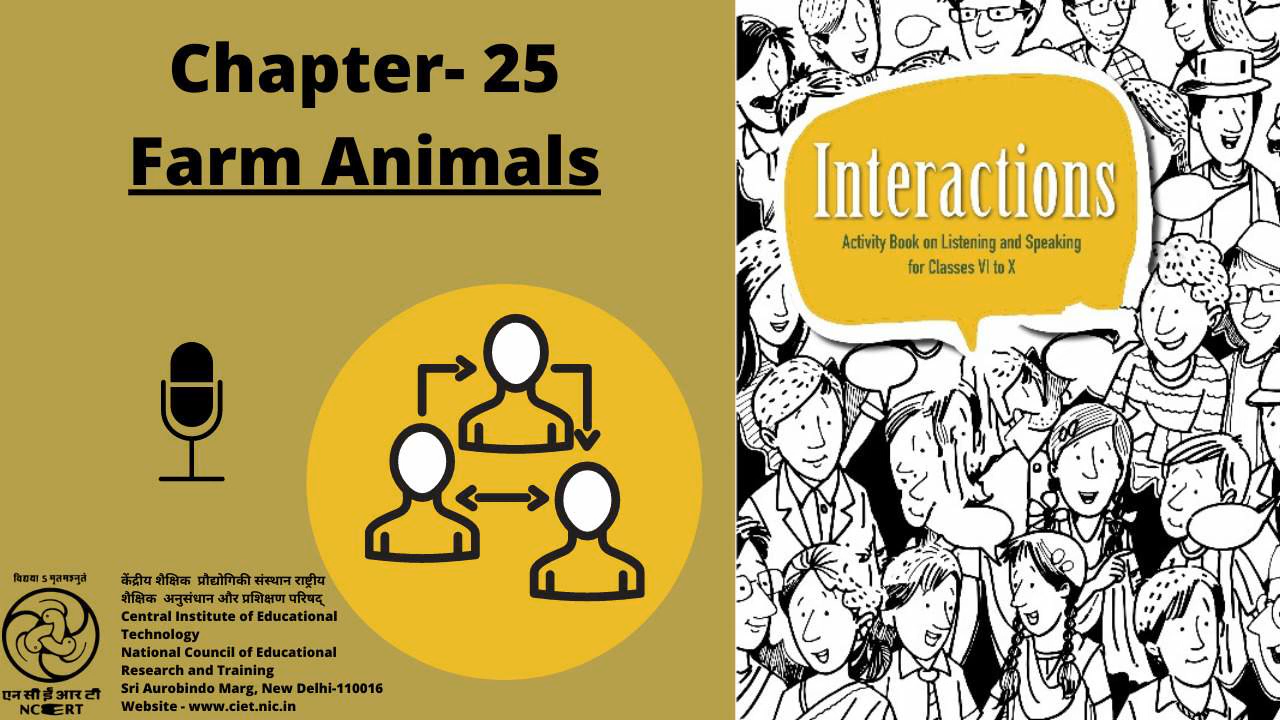 Chapter- 25
Farm Animals
Interactions
Activity Book on Listening and Speaking
for Classes VI to X
विद्यया ऽ मृतमश्नुते
एन सी ई आर टी
NCERT
केंद्रीय शैक्षिक प्रौद्योगिकी संस्थान राष्ट्रीय
शैक्षिक अनुसंधान और प्रशिक्षण परिषद्
Central Institute of Educational
Technology
National Council of Educational
Research and Training
Sri Aurobindo Marg, New Delhi-110016
Website - www.ciet.nic.in